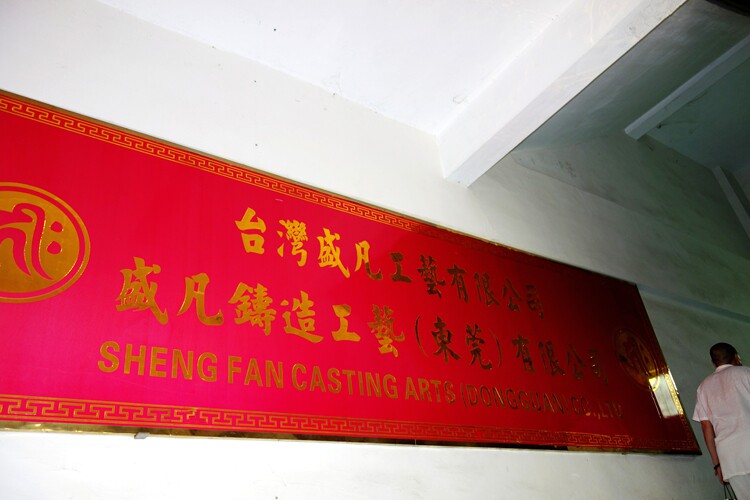 台灣盛凡工藝有限公司
盛凡鑄造工藝(東莞)有限公司
SHENG FAN CASTING ARTS (DONGGUAN) CO.,LTD